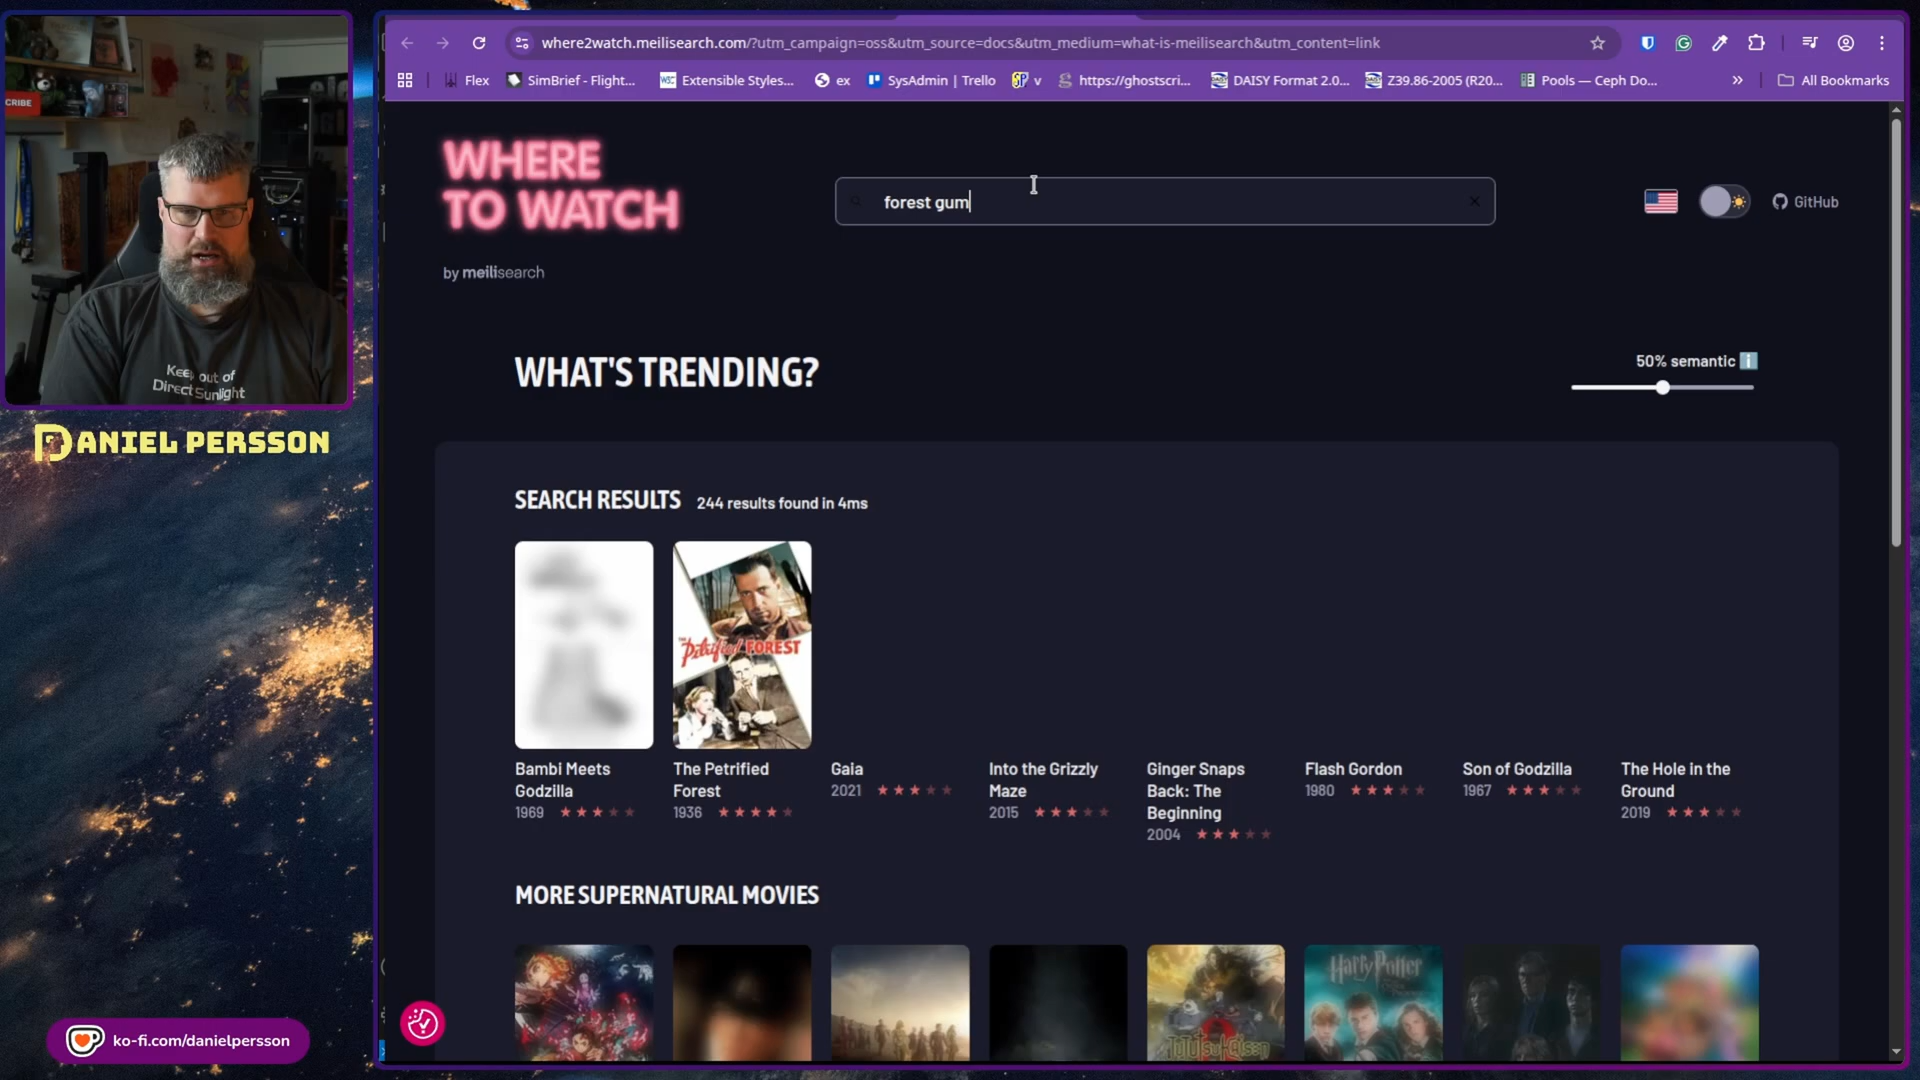 CRIBE
Keep out of
Direct Sunlight
DANIEL PERSSON
ko-fi.com/danielpersson
where2watch.meilisearch.com/?utm_campaign=oss&utm_source=docs&utm_medium=what-is-meilisearch&utm_content=link
Flex
SimBrief - Flight...
Extensible Styles...
ex
SysAdmin | Trello
v
https://ghostscri...
DAISY Format 2.0...
Z39.86-2005 (R20...
Pools — Ceph Do...
»
All Bookmarks
WHERE
TO WATCH
by meilisearch
forest gum
GitHub
WHAT'S TRENDING?
50% semantic
SEARCH RESULTS 244 results found in 4ms
The Petrified FOREST
Bambi Meets
Godzilla
1969
The Petrified
Forest
1936
Gaia
2021
Into the Grizzly
Maze
2015
Ginger Snaps
Back: The
Beginning
2004
Flash Gordon
1980
Son of Godzilla
1967
The Hole in the
Ground
2019
MORE SUPERNATURAL MOVIES
Harry Potter